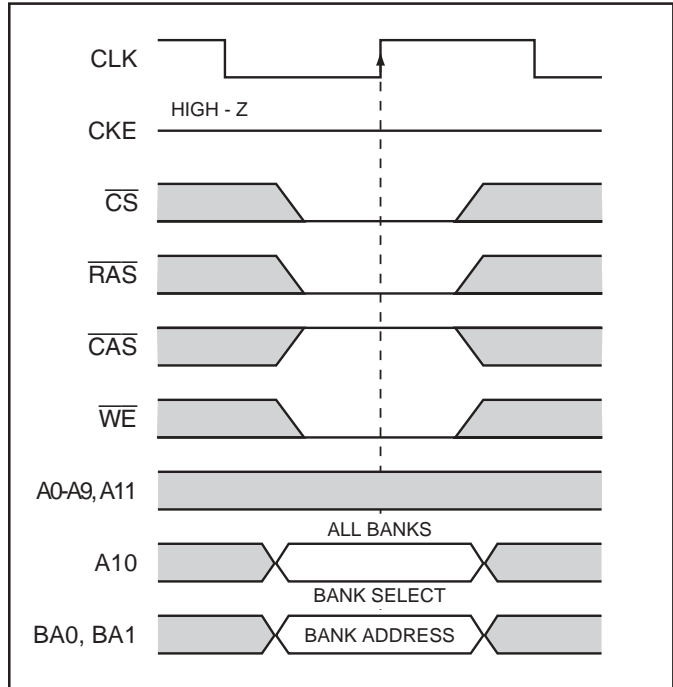 CLK
HIGH - Z
CKE
CS
RAS
CAS
WE
A0-A9, A11
ALL BANKS
A10
BANK SELECT
BA0, BA1
BANK ADDRESS